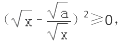 (√x - √a/√x)²≥0,